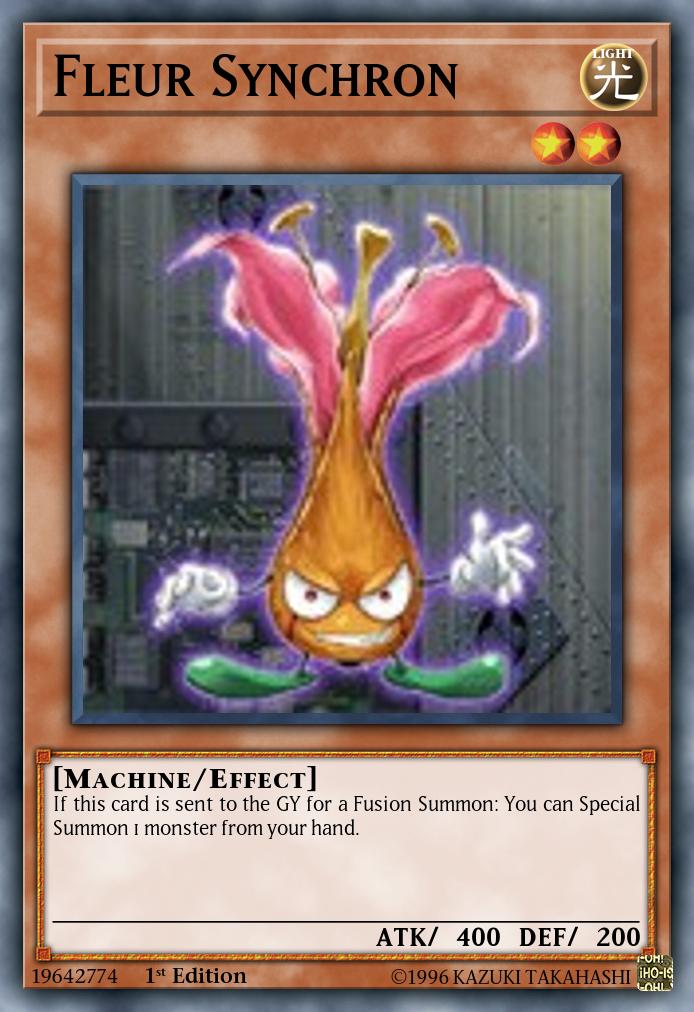 FLEUR SYNCHRON
LIGHT
光
[MACHINE/EFFECT]
If this card is sent to the GY for a Fusion Summon: You can Special
Summon 1 monster from your hand.
ATK/ 400 DEF/ 200
19642774 1st Edition ©1996 KAZUKI TAKAHASHI